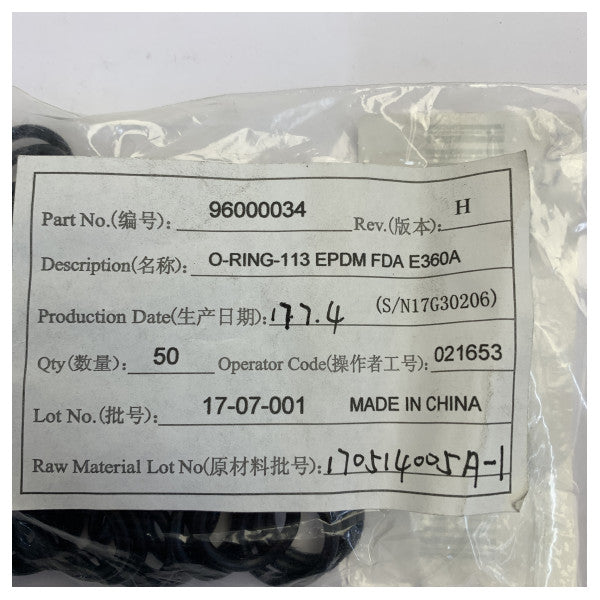 Part No.(编号): 96000034 Rev.(版本): H
Description(名称): O-RING-113 EPDM FDA E360A
Production Date(生产日期): 17.7.4 (S/N17G30206)
Qty(数量): 50 Operator Code(操作者工号): 021653
Lot No.(批号): 17-07-001 MADE IN CHINA
Raw Material Lot No(原材料批号): 170514005A-1